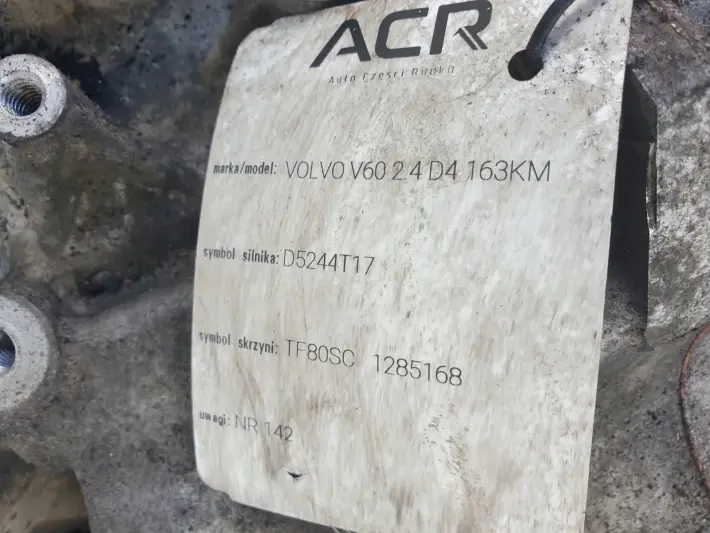 ACR
Auto Części Rudka
marka/model: VOLVO V60 2.4 D4 163KM
symbol silnika: D5244T17
symbol skrzyni: TF80SC 1285168
uwagi: NR 142